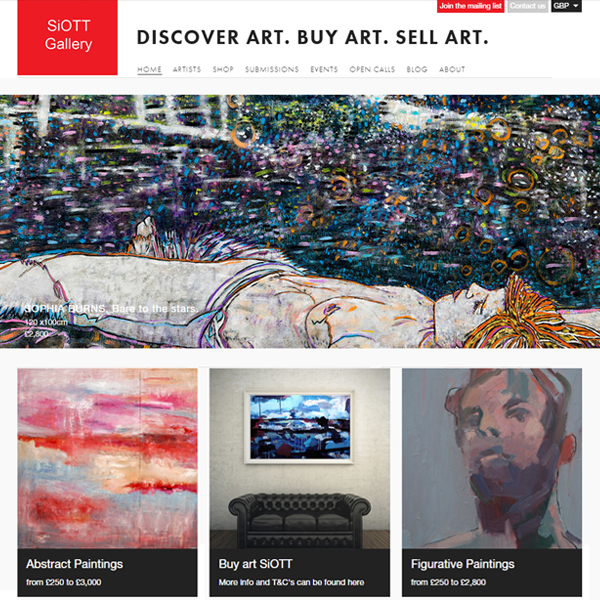 Join the mailing list Contact us GBP
SiOTT
Gallery
DISCOVER ART. BUY ART. SELL ART.
HOME ARTISTS SHOP SUBMISSIONS EVENTS OPEN CALLS BLOG ABOUT
SOPHIA BURNS, Bare to the stars,
120 x100cm
£2,800
Abstract Paintings
from £250 to £3,000
Buy art SiOTT
More info and T&C's can be found here
Figurative Paintings
from £250 to £2,800